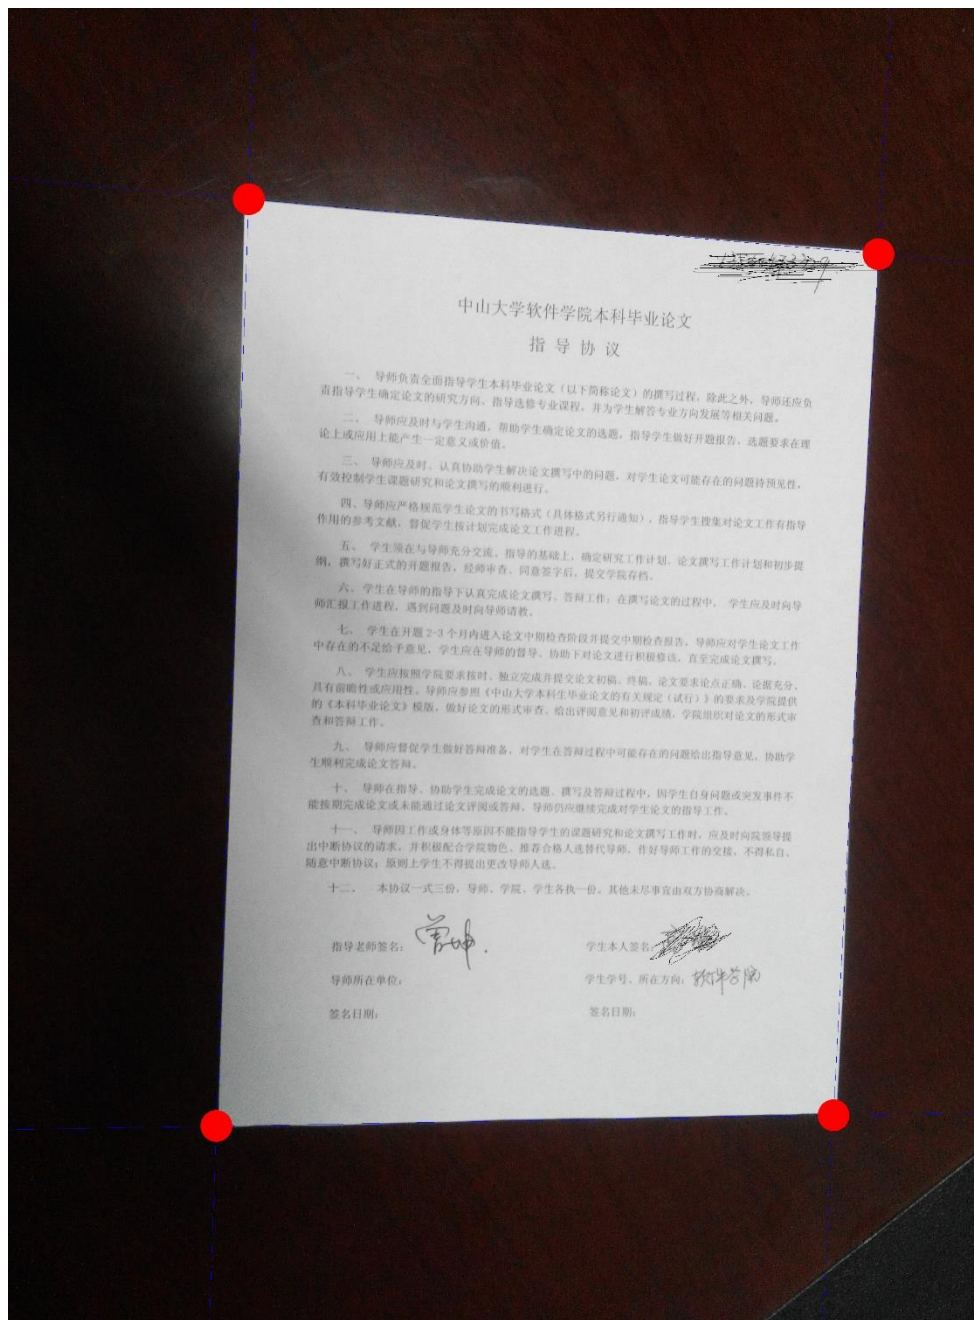 中山大学软件学院本科毕业论文
指 导 协 议
一、 导师负责全面指导学生本科毕业论文（以下简称论文）的撰写过程，除此之外，导师还应负
责指导学生确定论文的研究方向、指导选修专业课程，并为学生解答专业方向发展等相关问题。
二、 导师应及时与学生沟通，帮助学生确定论文的选题，指导学生做好开题报告，选题要求在理
论上或应用上能产生一定意义或价值。
三、 导师应及时、认真协助学生解决论文撰写中的问题，对学生论文可能存在的问题待预见性，
有效控制学生课题研究和论文撰写的顺利进行。
四、导师应严格规范学生论文的书写格式（具体格式另行通知），指导学生搜集对论文工作有指导
作用的参考文献，督促学生按计划完成论文工作进程。
五、 学生须在与导师充分交流、指导的基础上，确定研究工作计划、论文撰写工作计划和初步提
纲，撰写好正式的开题报告，经师审查、同意签字后，提交学院存档。
六、学生在导师的指导下认真完成论文撰写、答辩工作；在撰写论文的过程中， 学生应及时向导
师汇报工作进程，遇到问题及时向导师请教。
七、 学生在开题 2-3 个月内进入论文中期检查阶段并提交中期检查报告，导师应对学生论文工作
中存在的不足给予意见，学生应在导师的督导、协助下对论文进行积极修该，直至完成论文撰写。
八、 学生应按照学院要求按时、独立完成并提交论文初稿、终稿，论文要求论点正确、论据充分、
具有前瞻性或应用性，导师应参照《中山大学本科生毕业论文的有关规定（试行）》的要求及学院提供
的《本科毕业论文》模版，做好论文的形式审查、给出评阅意见和初评成绩，学院组织对论文的形式审
查和答辩工作。
九、 导师应督促学生做好答辩准备，对学生在答辩过程中可能存在的问题给出指导意见，协助学
生顺利完成论文答辩。
十、 导师在指导、协助学生完成论文的选题、撰写及答辩过程中，因学生自身问题或突发事件不
能按期完成论文或未能通过论文评阅或答辩，导师仍应继续完成对学生论文的指导工作。
十一、 导师因工作或身体等原因不能指导学生的课题研究和论文撰写工作时，应及时向院领导提
出中断协议的请求，并积极配合学院物色、推荐合格人选替代导师，作好导师工作的交接，不得私自、
随意中断协议；原则上学生不得提出更改导师人选。
十二、 本协议一式三份，导师、学院、学生各执一份。其他未尽事宜由双方协商解决。
指导老师签名： 曾坤. 学生本人签名：
导师所在单位： 学生学号、所在方向： 软件学院
签名日期： 签名日期：